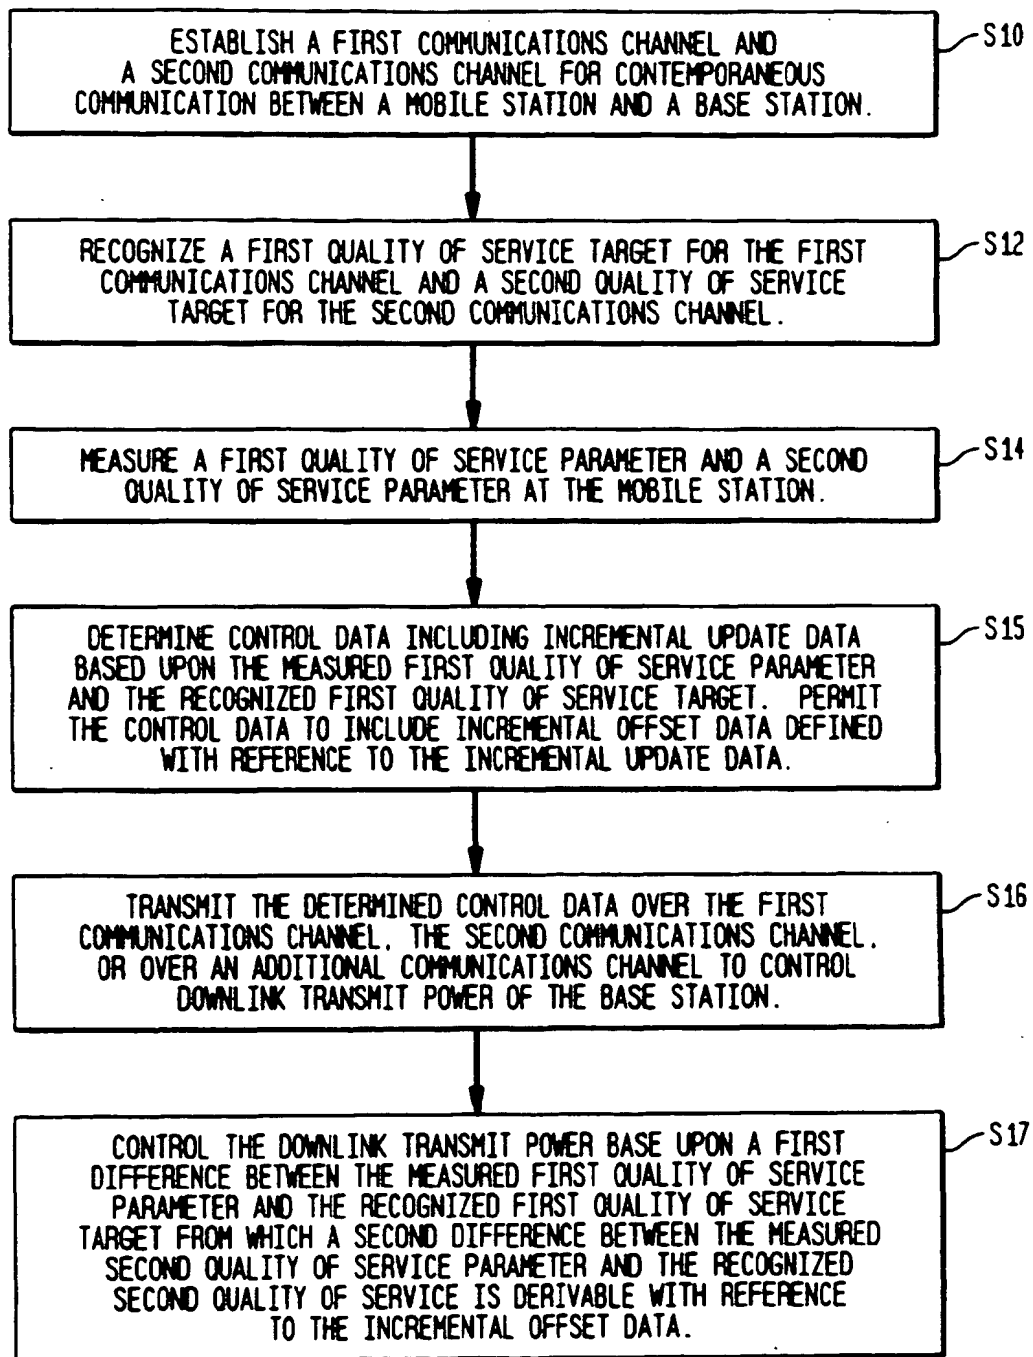 ESTABLISH A FIRST COMMUNICATIONS CHANNEL AND
A SECOND COMMUNICATIONS CHANNEL FOR CONTEMPORANEOUS
COMMUNICATION BETWEEN A MOBILE STATION AND A BASE STATION.
S10
RECOGNIZE A FIRST QUALITY OF SERVICE TARGET FOR THE FIRST
COMMUNICATIONS CHANNEL AND A SECOND QUALITY OF SERVICE
TARGET FOR THE SECOND COMMUNICATIONS CHANNEL.
S12
MEASURE A FIRST QUALITY OF SERVICE PARAMETER AND A SECOND
QUALITY OF SERVICE PARAMETER AT THE MOBILE STATION.
S14
DETERMINE CONTROL DATA INCLUDING INCREMENTAL UPDATE DATA
BASED UPON THE MEASURED FIRST QUALITY OF SERVICE PARAMETER
AND THE RECOGNIZED FIRST QUALITY OF SERVICE TARGET. PERMIT
THE CONTROL DATA TO INCLUDE INCREMENTAL OFFSET DATA DEFINED
WITH REFERENCE TO THE INCREMENTAL UPDATE DATA.
S15
TRANSMIT THE DETERMINED CONTROL DATA OVER THE FIRST
COMMUNICATIONS CHANNEL, THE SECOND COMMUNICATIONS CHANNEL,
OR OVER AN ADDITIONAL COMMUNICATIONS CHANNEL TO CONTROL
DOWNLINK TRANSMIT POWER OF THE BASE STATION.
S16
CONTROL THE DOWNLINK TRANSMIT POWER BASE UPON A FIRST
DIFFERENCE BETWEEN THE MEASURED FIRST QUALITY OF SERVICE
PARAMETER AND THE RECOGNIZED FIRST QUALITY OF SERVICE
TARGET FROM WHICH A SECOND DIFFERENCE BETWEEN THE MEASURED
SECOND QUALITY OF SERVICE PARAMETER AND THE RECOGNIZED
SECOND QUALITY OF SERVICE IS DERIVABLE WITH REFERENCE
TO THE INCREMENTAL OFFSET DATA.
S17